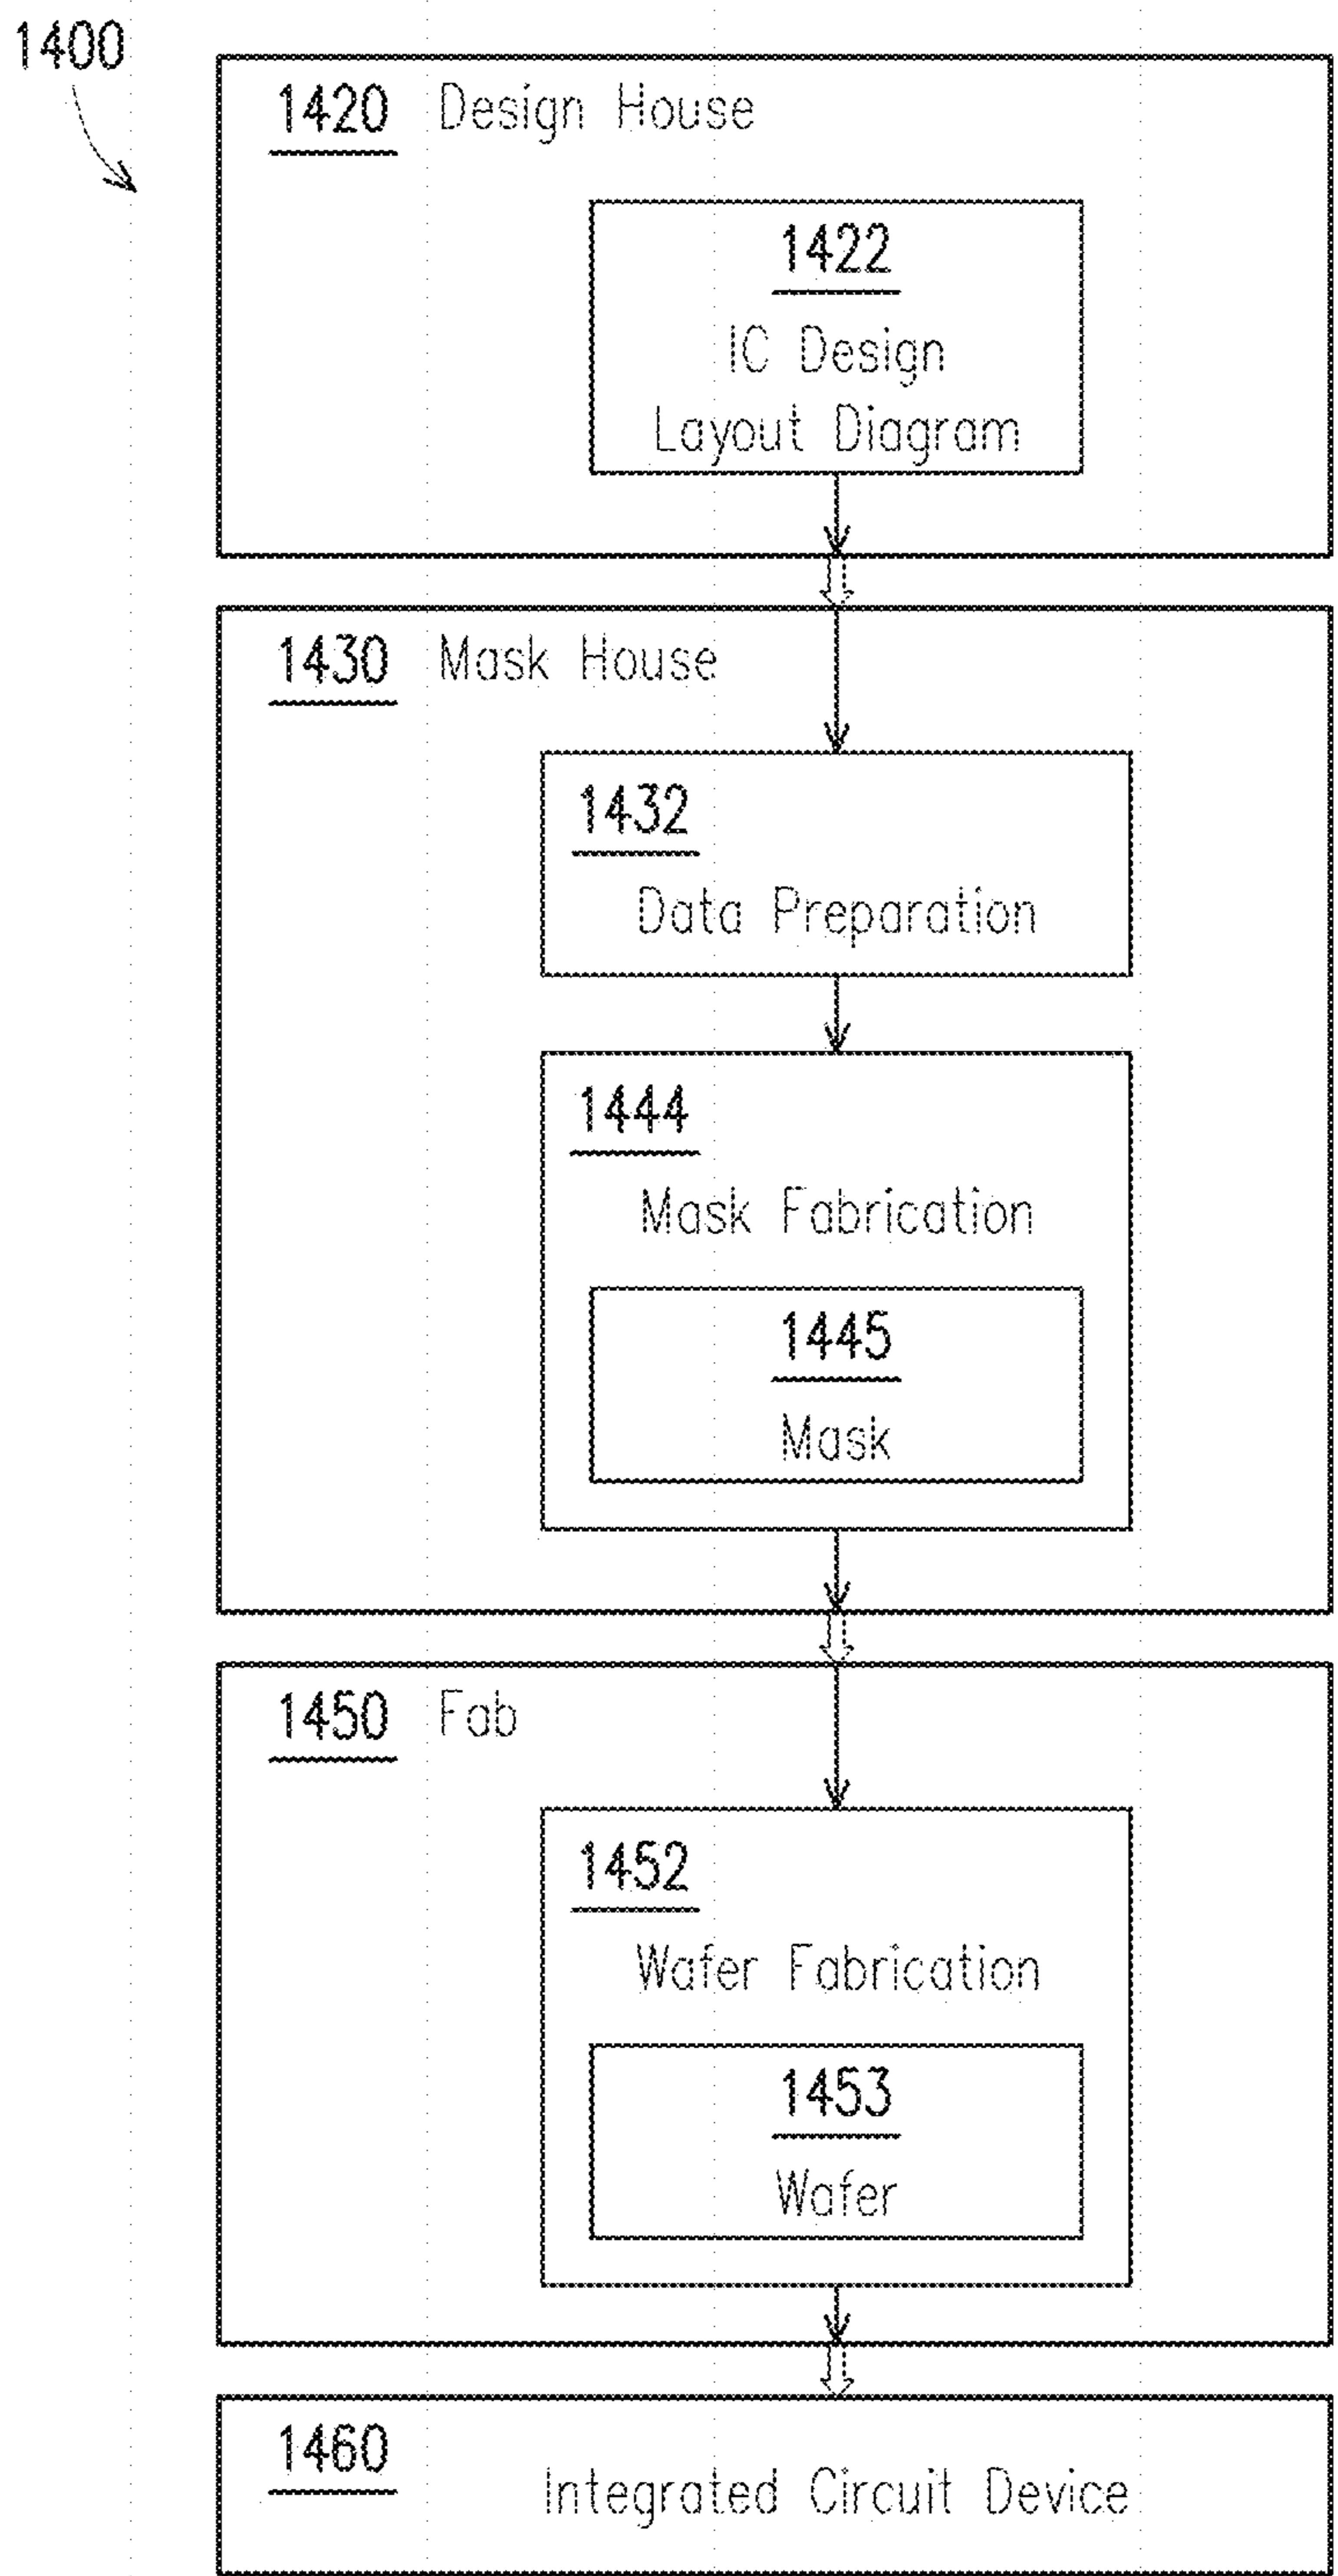 1400
1420 Design House
1422
IC Design
Layout Diagram
1430 Mask House
1432
Data Preparation
1444
Mask Fabrication
1445
Mask
1450 Fab
1452
Wafer Fabrication
1453
Wafer
1460
Integrated Circuit Device